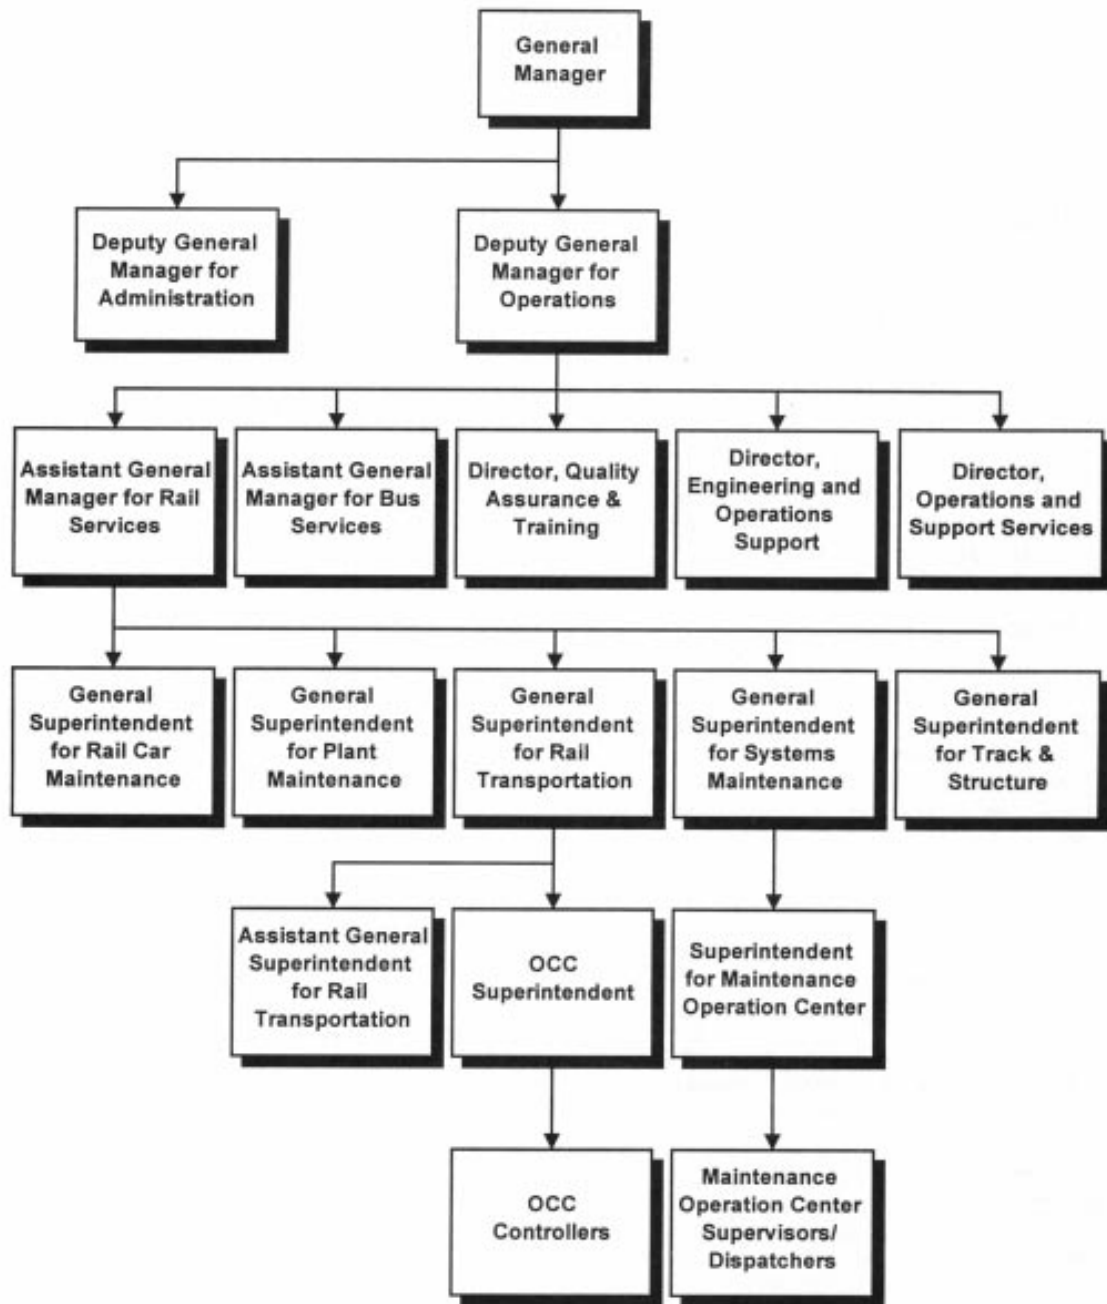 General
Manager
Deputy General
Manager for
Administration
Deputy General
Manager for
Operations
Assistant General
Manager for Rail
Services
Assistant General
Manager for Bus
Services
Director, Quality
Assurance &
Training
Director,
Engineering and
Operations
Support
Director,
Operations and
Support Services
General
Superintendent
for Rail Car
Maintenance
General
Superintendent
for Plant
Maintenance
General
Superintendent
for Rail
Transportation
General
Superintendent
for Systems
Maintenance
General
Superintendent
for Track &
Structure
Assistant General
Superintendent
for Rail
Transportation
OCC
Superintendent
Superintendent
for Maintenance
Operation Center
OCC
Controllers
Maintenance
Operation Center
Supervisors/
Dispatchers